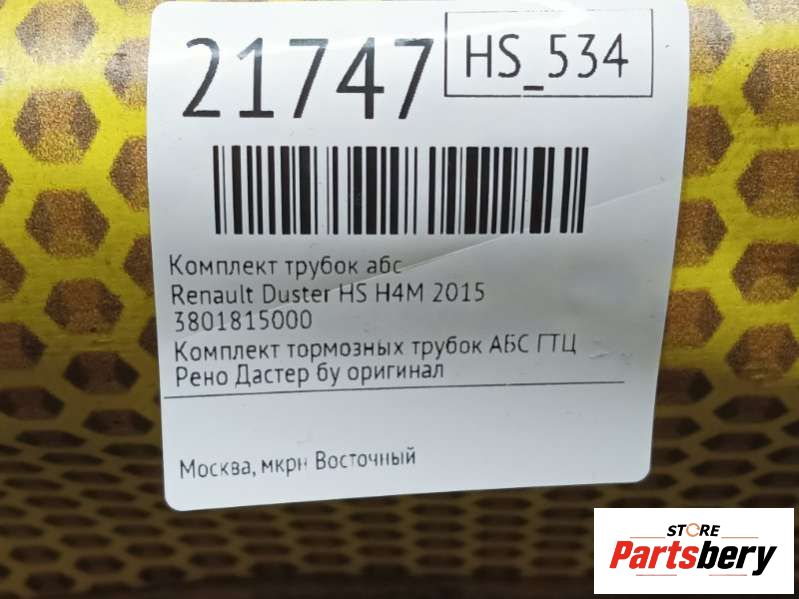 21747
HS_534
Комплект трубок абс
Renault Duster HS H4M 2015
3801815000
Комплект тормозных трубок АБС ГТЦ
Рено Дастер бу оригинал
Москва, мкрн Восточный
STORE
Partsbery